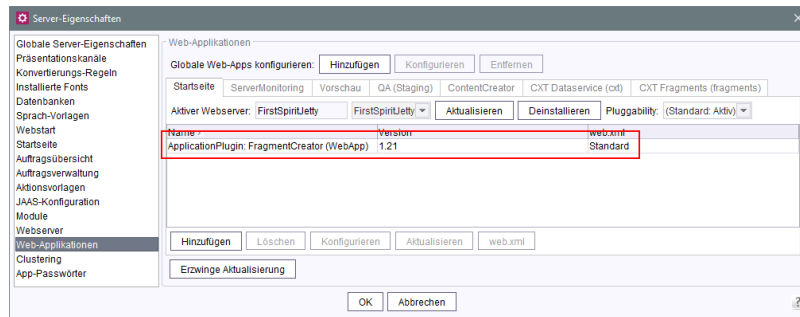 Server-Eigenschaften
Globale Server-Eigenschaften
Präsentationskanäle
Konvertierungs-Regeln
Installierte Fonts
Datenbanken
Sprach-Vorlagen
Webstart
Startseite
Auftragsübersicht
Auftragsverwaltung
Aktionsvorlagen
JAAS-Konfiguration
Module
Webserver
Web-Applikationen
Clustering
App-Passwörter
Web-Applikationen
Globale Web-Apps konfigurieren: Hinzufügen Konfigurieren Entfernen
Startseite ServerMonitoring Vorschau QA (Staging) ContentCreator CXT Dataservice (cxt) CXT Fragments (fragments)
Aktiver Webserver: FirstSpiritJetty FirstSpiritJetty Aktualisieren Deinstallieren Pluggability: (Standard: Aktiv)
Name Version web.xml
ApplicationPlugin: FragmentCreator (WebApp) 1.21 Standard
Hinzufügen Löschen Konfigurieren Aktualisieren web.xml
Erzwinge Aktualisierung
OK Abbrechen
?